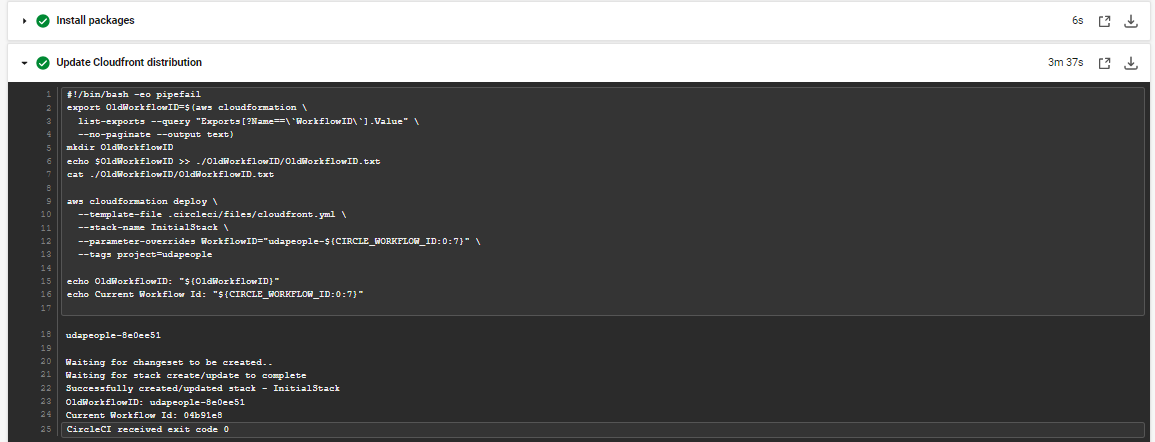 Install packages 6s
Update Cloudfront distribution 3m 37s
1 #!/bin/bash -eo pipefail
2 export OldWorkflowID=$(aws cloudformation \
3 list-exports --query "Exports[?Name==\`WorkflowID\`].Value" \
4 --no-paginate --output text)
5 mkdir OldWorkflowID
6 echo $OldWorkflowID >> ./OldWorkflowID/OldWorkflowID.txt
7 cat ./OldWorkflowID/OldWorkflowID.txt
8
9 aws cloudformation deploy \
10 --template-file .circleci/files/cloudfront.yml \
11 --stack-name InitialStack \
12 --parameter-overrides WorkflowID="udapeople-${CIRCLE_WORKFLOW_ID:0:7}" \
13 --tags project=udapeople
14
15 echo OldWorkflowID: "${OldWorkflowID}"
16 echo Current Workflow Id: "${CIRCLE_WORKFLOW_ID:0:7}"
17
18 udapeople-8e0ee51
19
20 Waiting for changeset to be created..
21 Waiting for stack create/update to complete
22 Successfully created/updated stack - InitialStack
23 OldWorkflowID: udapeople-8e0ee51
24 Current Workflow Id: 04b91e8
25 CircleCI received exit code 0